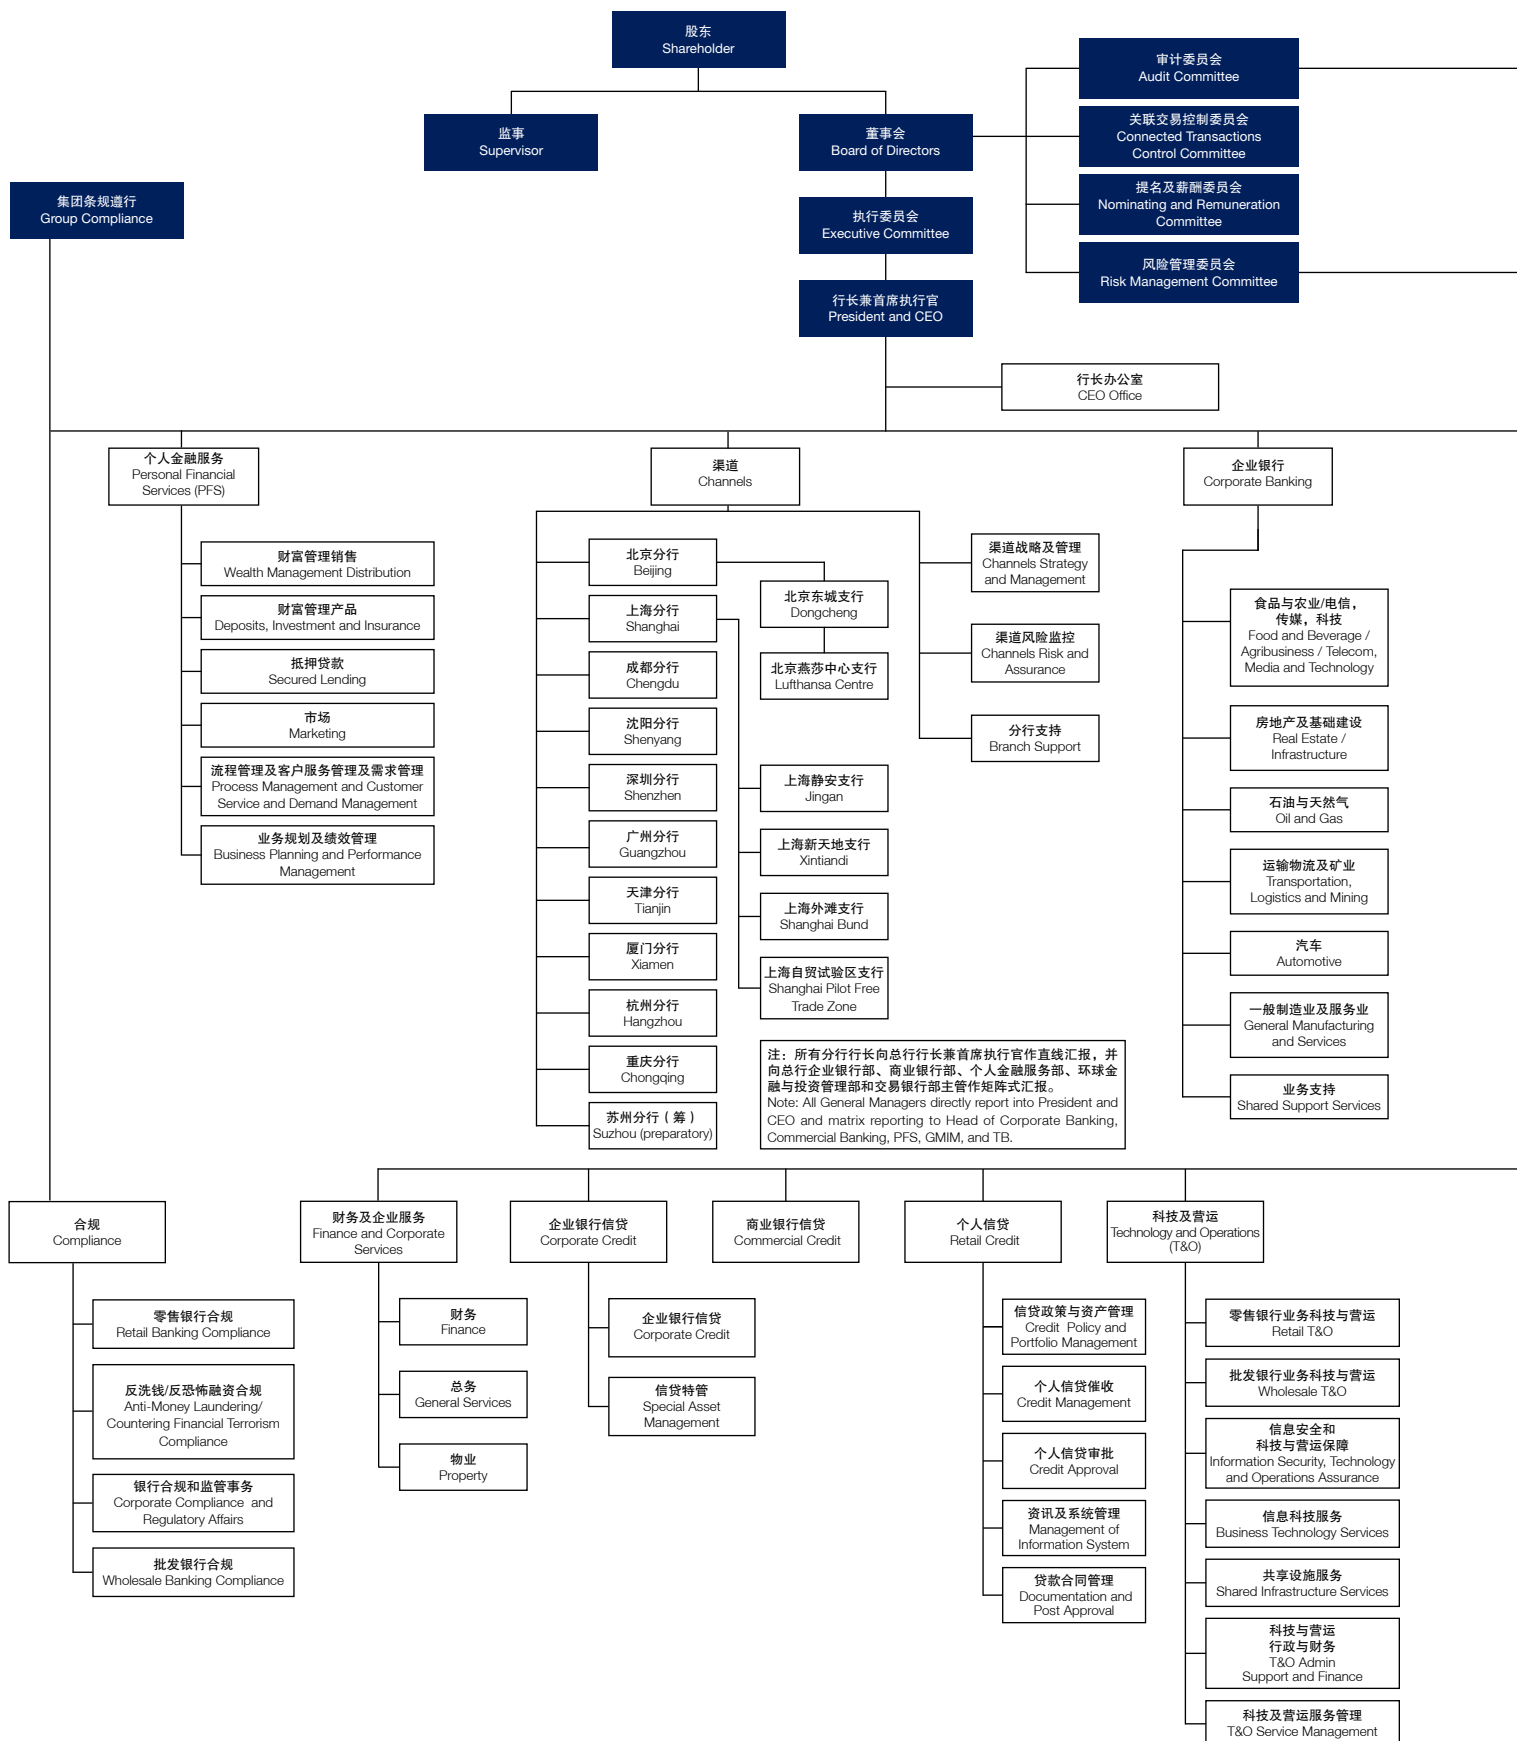 股东
Shareholder
监事
Supervisor
董事会
Board of Directors
审计委员会
Audit Committee
关联交易控制委员会
Connected Transactions
Control Committee
提名及薪酬委员会
Nominating and Remuneration
Committee
风险管理委员会
Risk Management Committee
集团条规遵行
Group Compliance
执行委员会
Executive Committee
行长兼首席执行官
President and CEO
行长办公室
CEO Office
个人金融服务
Personal Financial
Services (PFS)
财富管理销售
Wealth Management Distribution
财富管理产品
Deposits, Investment and Insurance
抵押贷款
Secured Lending
市场
Marketing
流程管理及客户服务管理及需求管理
Process Management and Customer
Service and Demand Management
业务规划及绩效管理
Business Planning and Performance
Management
渠道
Channels
北京分行
Beijing
上海分行
Shanghai
成都分行
Chengdu
沈阳分行
Shenyang
深圳分行
Shenzhen
广州分行
Guangzhou
天津分行
Tianjin
厦门分行
Xiamen
杭州分行
Hangzhou
重庆分行
Chongqing
苏州分行（筹）
Suzhou (preparatory)
北京东城支行
Dongcheng
北京燕莎中心支行
Lufthansa Centre
上海静安支行
Jingan
上海新天地支行
Xintiandi
上海外滩支行
Shanghai Bund
上海自贸试验区支行
Shanghai Pilot Free
Trade Zone
渠道战略及管理
Channels Strategy
and Management
渠道风险监控
Channels Risk and
Assurance
分行支持
Branch Support
注：所有分行行长向总行行长兼首席执行官作直线汇报，并
向总行企业银行部、商业银行部、个人金融服务部、环球金
融与投资管理部和交易银行部主管作矩阵式汇报。
Note: All General Managers directly report into President and
CEO and matrix reporting to Head of Corporate Banking,
Commercial Banking, PFS, GMIM, and TB.
企业银行
Corporate Banking
食品与农业/电信，
传媒，科技
Food and Beverage /
Agribusiness / Telecom,
Media and Technology
房地产及基础建设
Real Estate /
Infrastructure
石油与天然气
Oil and Gas
运输物流及矿业
Transportation,
Logistics and Mining
汽车
Automotive
一般制造业及服务业
General Manufacturing
and Services
业务支持
Shared Support Services
合规
Compliance
零售银行合规
Retail Banking Compliance
反洗钱/反恐怖融资合规
Anti-Money Laundering/
Countering Financial Terrorism
Compliance
银行合规和监管事务
Corporate Compliance and
Regulatory Affairs
批发银行合规
Wholesale Banking Compliance
财务及企业服务
Finance and Corporate
Services
财务
Finance
总务
General Services
物业
Property
企业银行信贷
Corporate Credit
企业银行信贷
Corporate Credit
信贷特管
Special Asset
Management
商业银行信贷
Commercial Credit
个人信贷
Retail Credit
信贷政策与资产管理
Credit Policy and
Portfolio Management
个人信贷催收
Credit Management
个人信贷审批
Credit Approval
资讯及系统管理
Management of
Information System
贷款合同管理
Documentation and
Post Approval
科技及营运
Technology and Operations
(T&O)
零售银行业务科技与营运
Retail T&O
批发银行业务科技与营运
Wholesale T&O
信息安全和
科技与营运保障
Information Security, Technology
and Operations Assurance
信息科技服务
Business Technology Services
共享设施服务
Shared Infrastructure Services
科技与营运
行政与财务
T&O Admin
Support and Finance
科技及营运服务管理
T&O Service Management